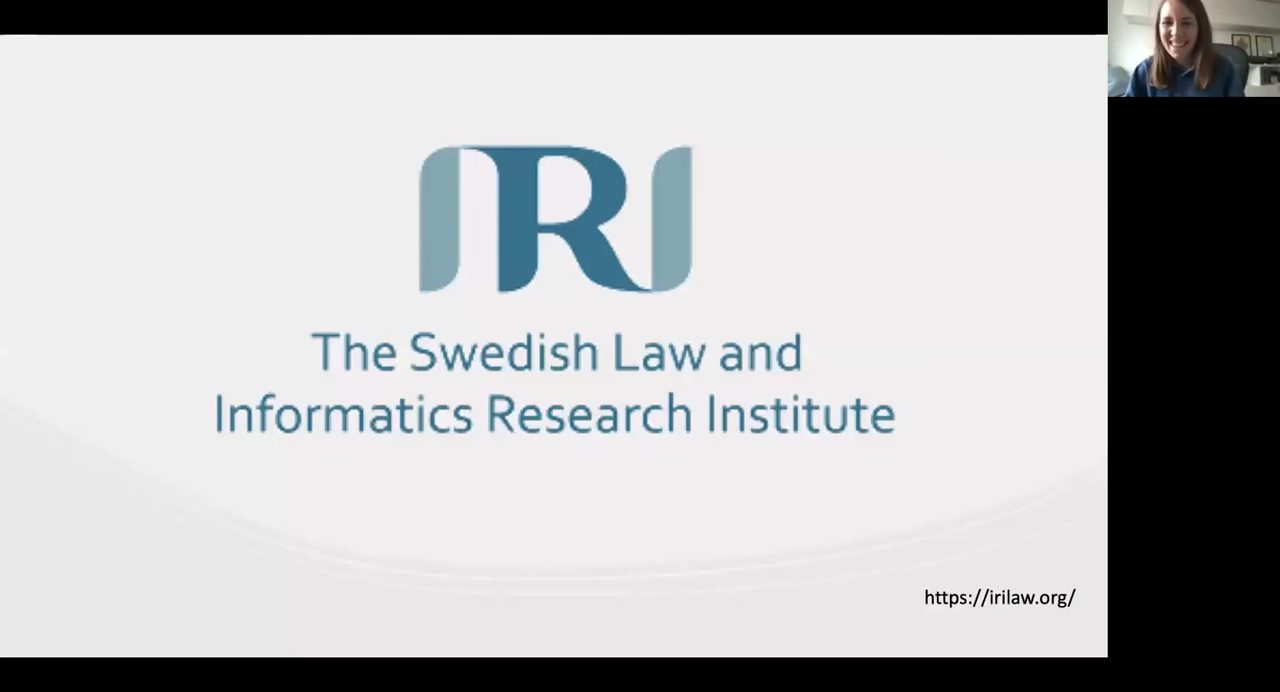 IRI
The Swedish Law and
Informatics Research Institute
https://irilaw.org/